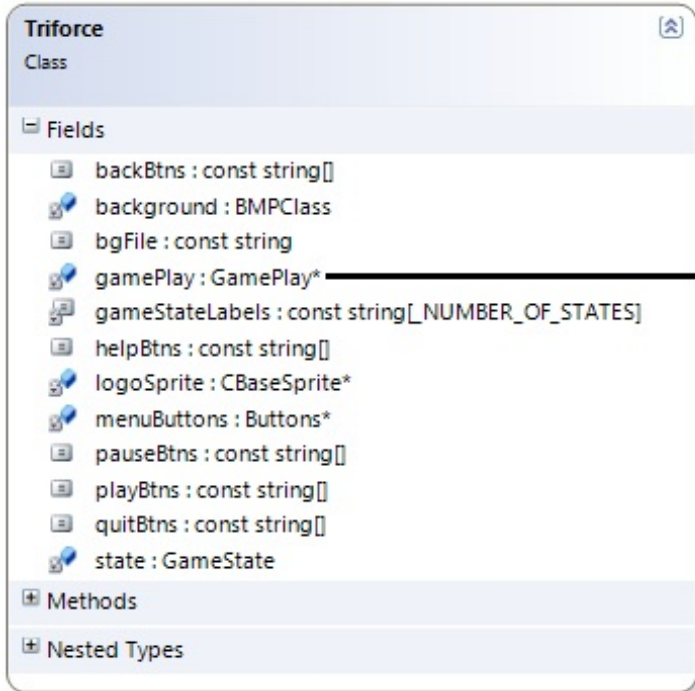 Triforce
Class
Fields
backBtns : const string[]
background : BMPClass
bgFile : const string
gamePlay : GamePlay*
gameStateLabels : const string[_NUMBER_OF_STATES]
helpBtns : const string[]
logoSprite : CBaseSprite*
menuButtons : Buttons*
pauseBtns : const string[]
playBtns : const string[]
quitBtns : const string[]
state : GameState
Methods
Nested Types